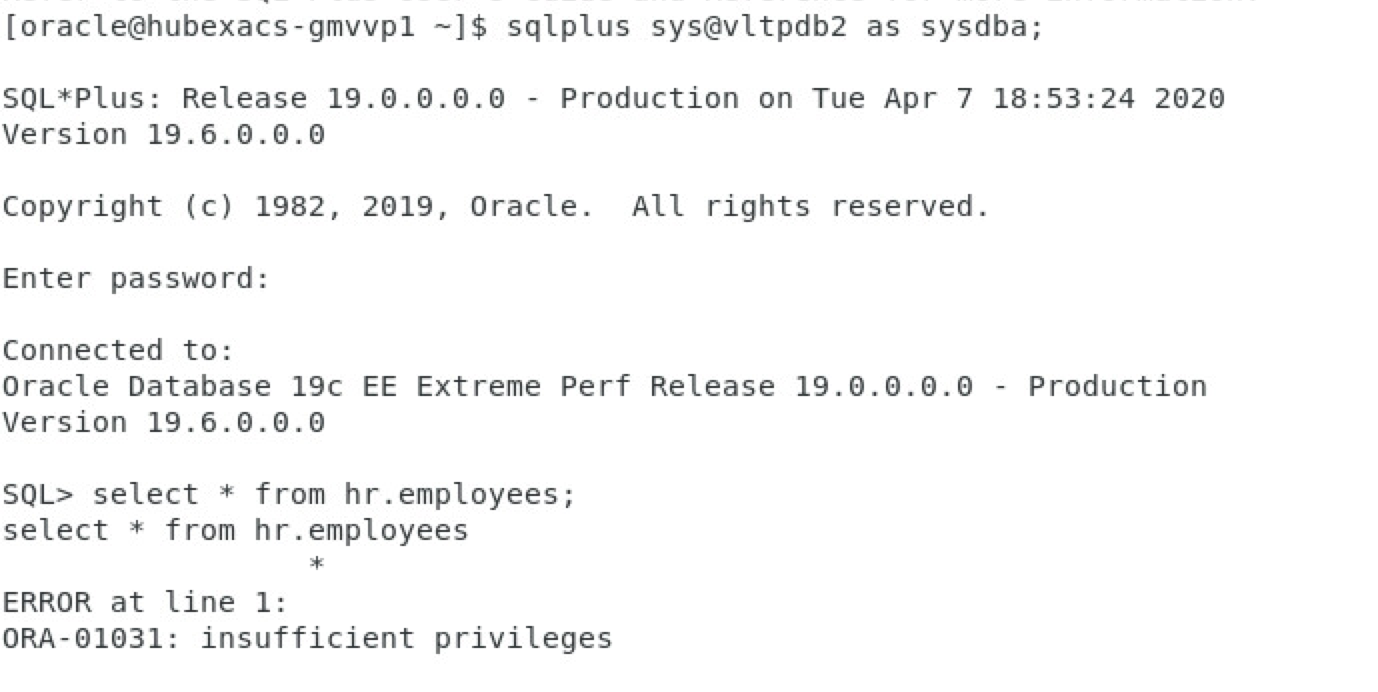 [oracle@hubexacs-gmvvp1 ~]$ sqlplus sys@vltpdb2 as sysdba;
SQL*Plus: Release 19.0.0.0.0 - Production on Tue Apr 7 18:53:24 2020
Version 19.6.0.0.0
Copyright (c) 1982, 2019, Oracle.  All rights reserved.
Enter password:
Connected to:
Oracle Database 19c EE Extreme Perf Release 19.0.0.0.0 - Production
Version 19.6.0.0.0
SQL> select * from hr.employees;
select * from hr.employees
                 *
ERROR at line 1:
ORA-01031: insufficient privileges